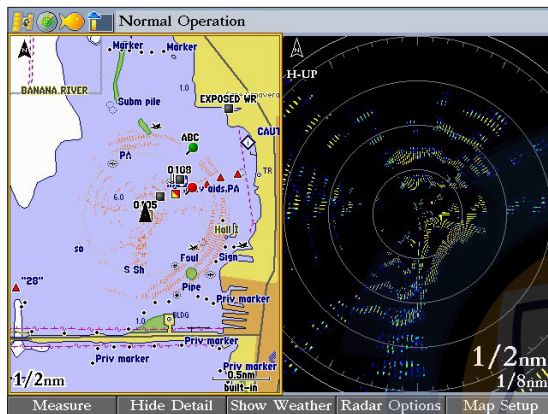 Normal Operation
Marker
Marker
BANANA RIVER
1.0
Subm pile
EXPOSED WR
ABC
CAUT
PA
0108
TR
6.0
aids,PA
0105
Hall I
so
Foul
Sign
S Sh
"28"
Pipe
Priv marker
1.0
BLDG
Priv marker
Priv marker
Priv marker
1/2nm
0.5nm
built-in
H-UP
1/2nm
1/8nm
Measure
Hide Detail
Show Weather
Radar Options
Map Setup